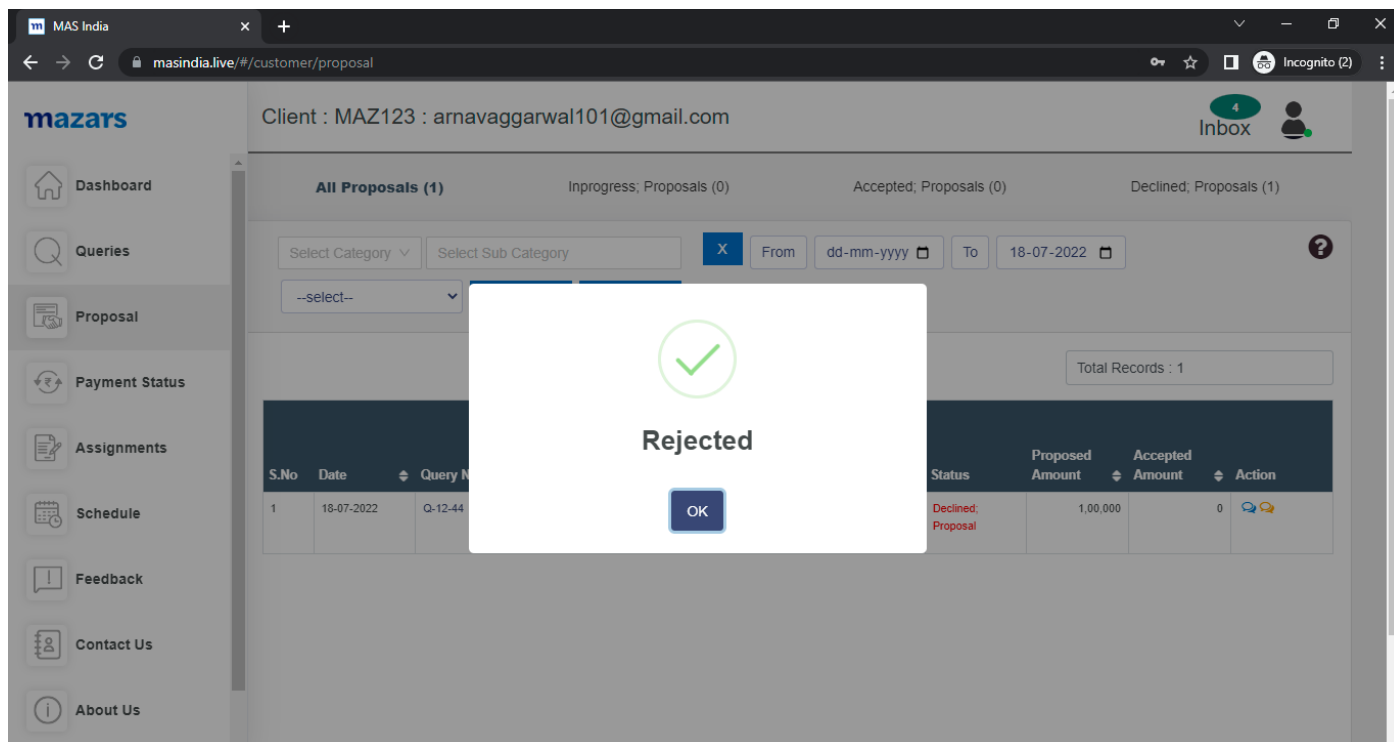 m MAS India
masindia.live/#/customer/proposal
Incognito (2)
mazars
Client : MAZ123 : arnavaggarwal101@gmail.com
4
Inbox
Dashboard
Queries
Proposal
Payment Status
Assignments
Schedule
Feedback
Contact Us
About Us
All Proposals (1) Inprogress; Proposals (0) Accepted; Proposals (0) Declined; Proposals (1)
Select Category Select Sub Category X From dd-mm-yyyy To 18-07-2022
--select--
Total Records : 1
Rejected
OK
S.No Date Query N Status Proposed Amount Accepted Amount Action
1 18-07-2022 Q-12-44 Declined; Proposal 1,00,000 0